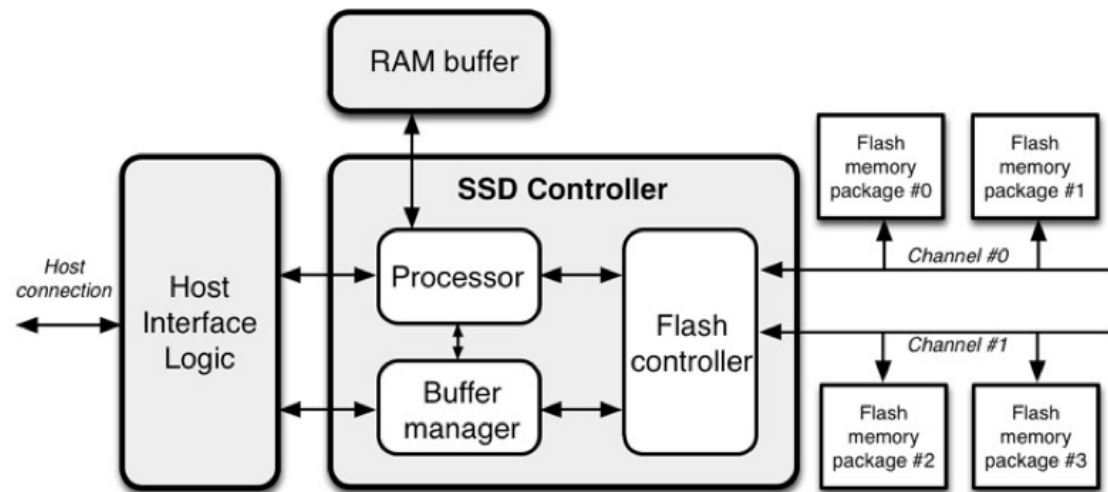 RAM buffer
SSD Controller
Host
connection
Host
Interface
Logic
Processor
Buffer
manager
Flash
controller
Flash
memory
package #0
Flash
memory
package #1
Channel #0
Channel #1
Flash
memory
package #2
Flash
memory
package #3